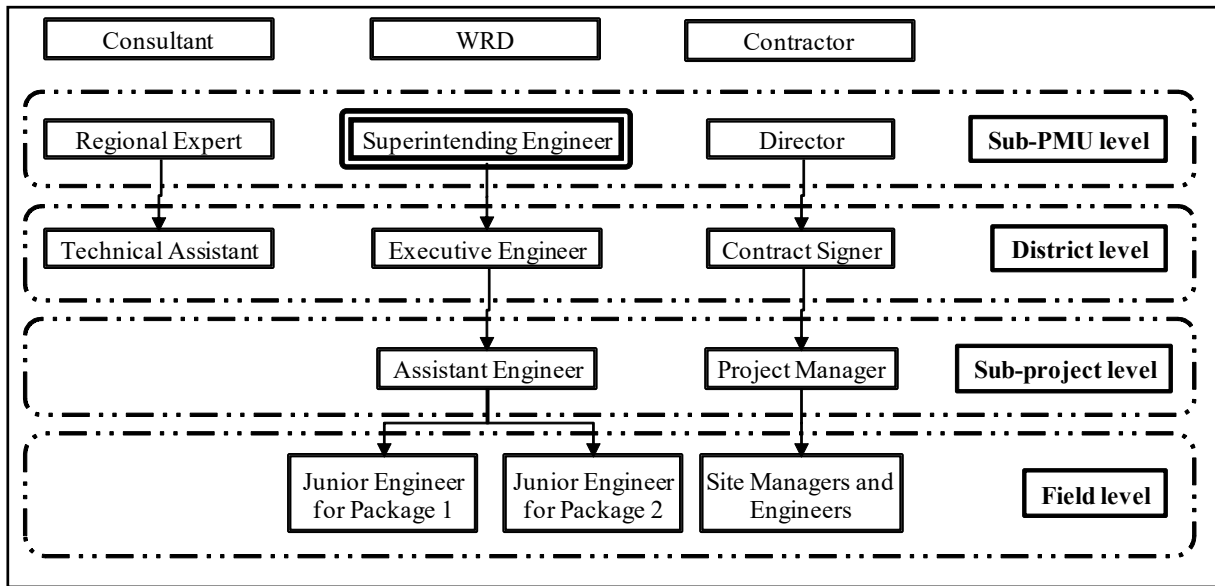 Consultant
WRD
Contractor
Regional Expert
Superintending Engineer
Director
Sub-PMU level
Technical Assistant
Executive Engineer
Contract Signer
District level
Assistant Engineer
Project Manager
Sub-project level
Junior Engineer
for Package 1
Junior Engineer
for Package 2
Site Managers and
Engineers
Field level